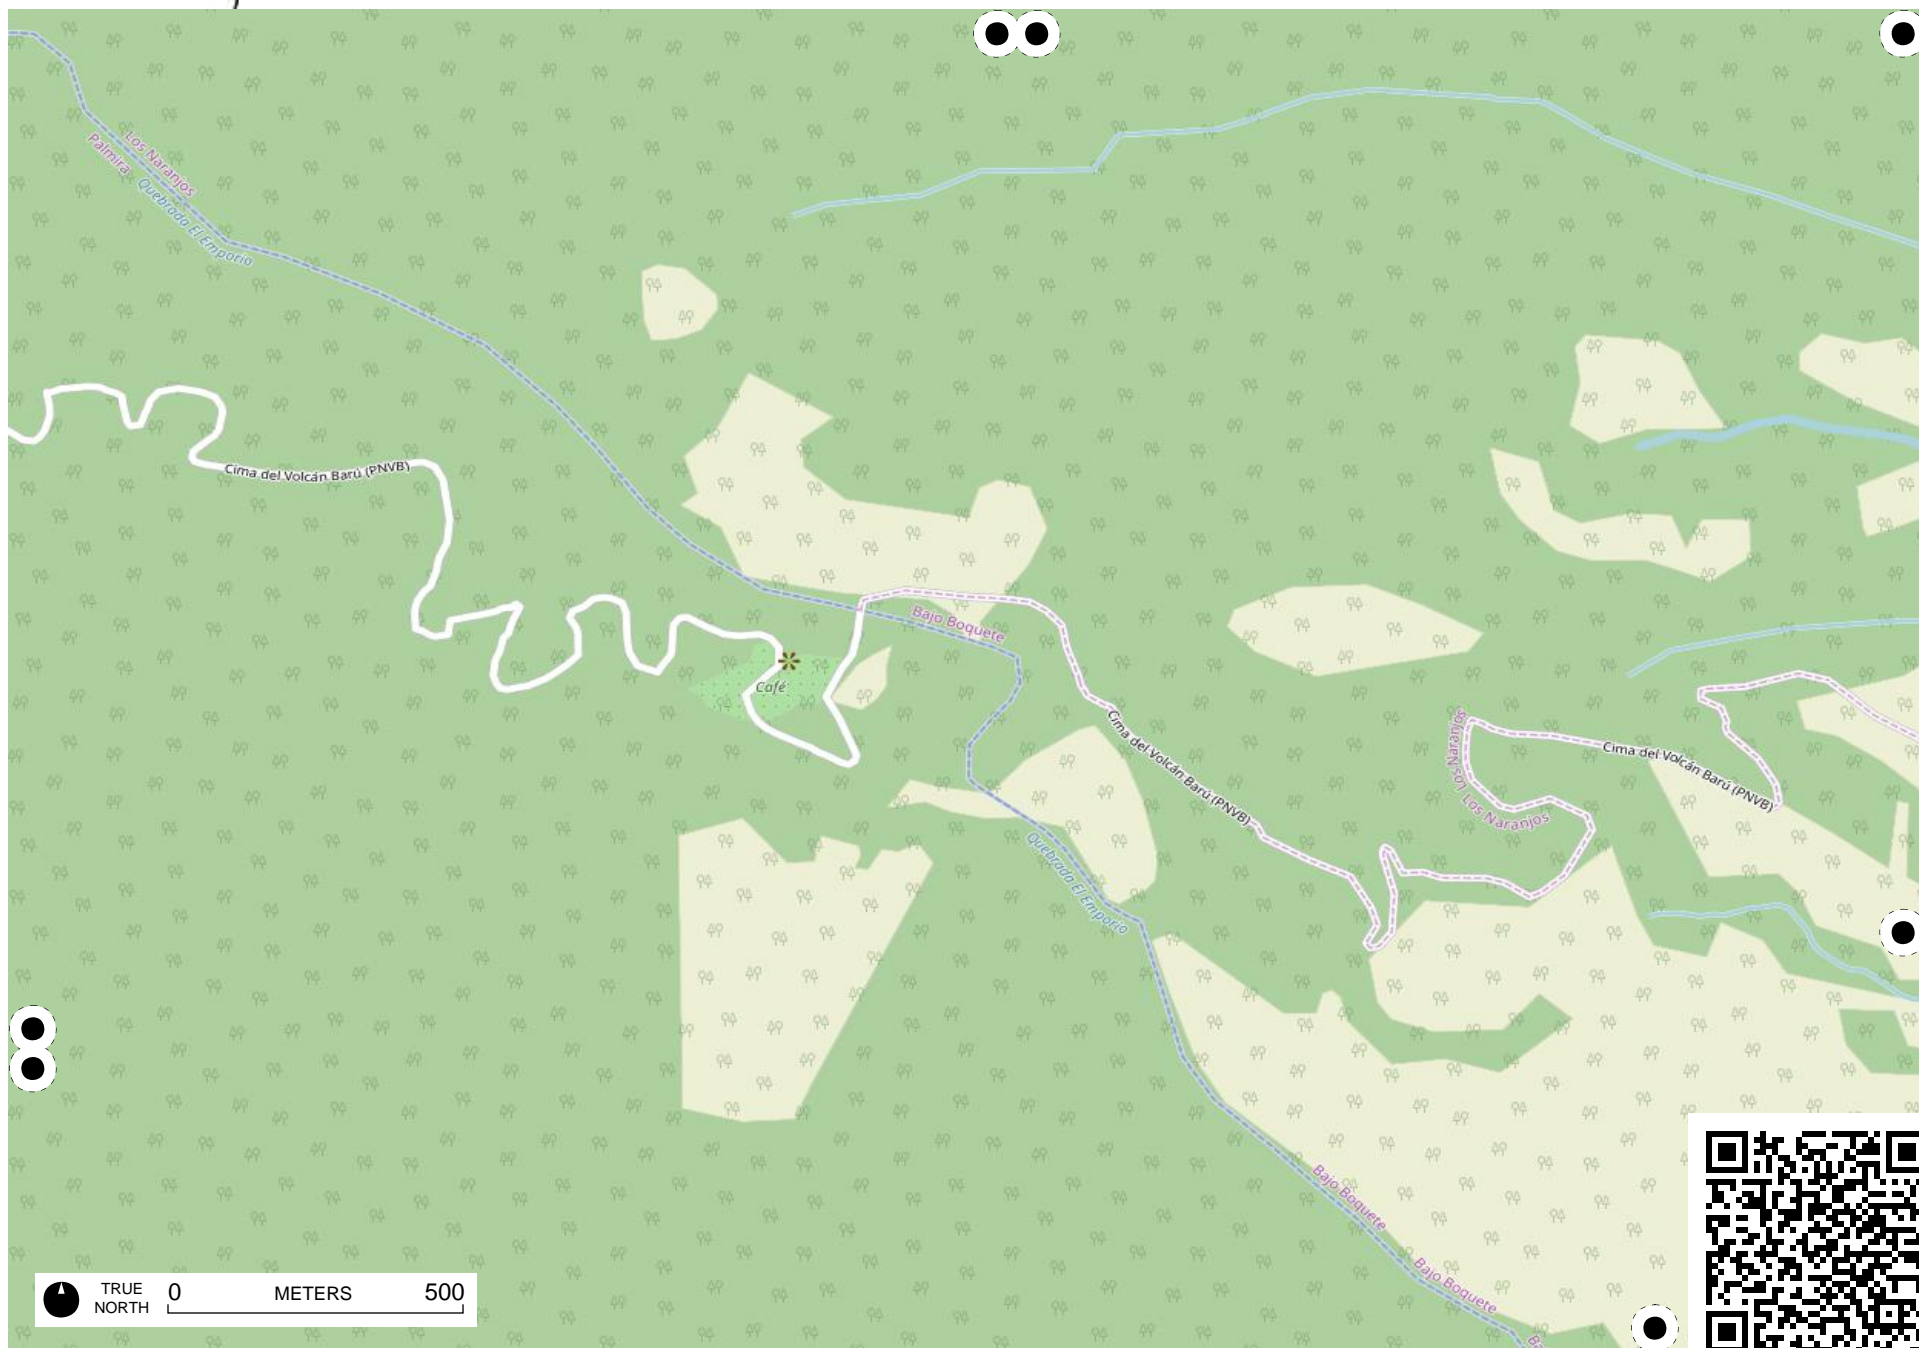 Los Naranjos
Palmira
Quebrada El Emporio
Cima del Volcán Barú (PNVB)
Bajo Boquete
Café
Cima del Volcán Barú (PNVB)
Los Naranjos
Los Naranjos
Cima del Volcán Barú (PNVB)
Quebrada El Emporio
Bajo Boquete
Bajo Boquete
Ba
TRUE NORTH
0 METERS 500